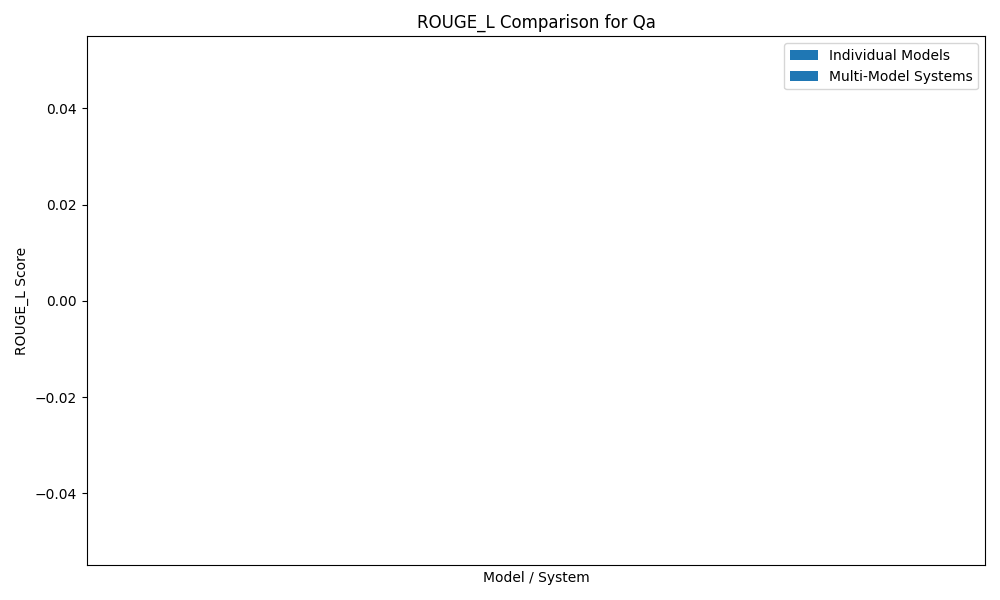 ROUGE_L Comparison for Qa
Individual Models
Multi-Model Systems
0.04
0.02
0.00
−0.02
−0.04
ROUGE_L Score
Model / System